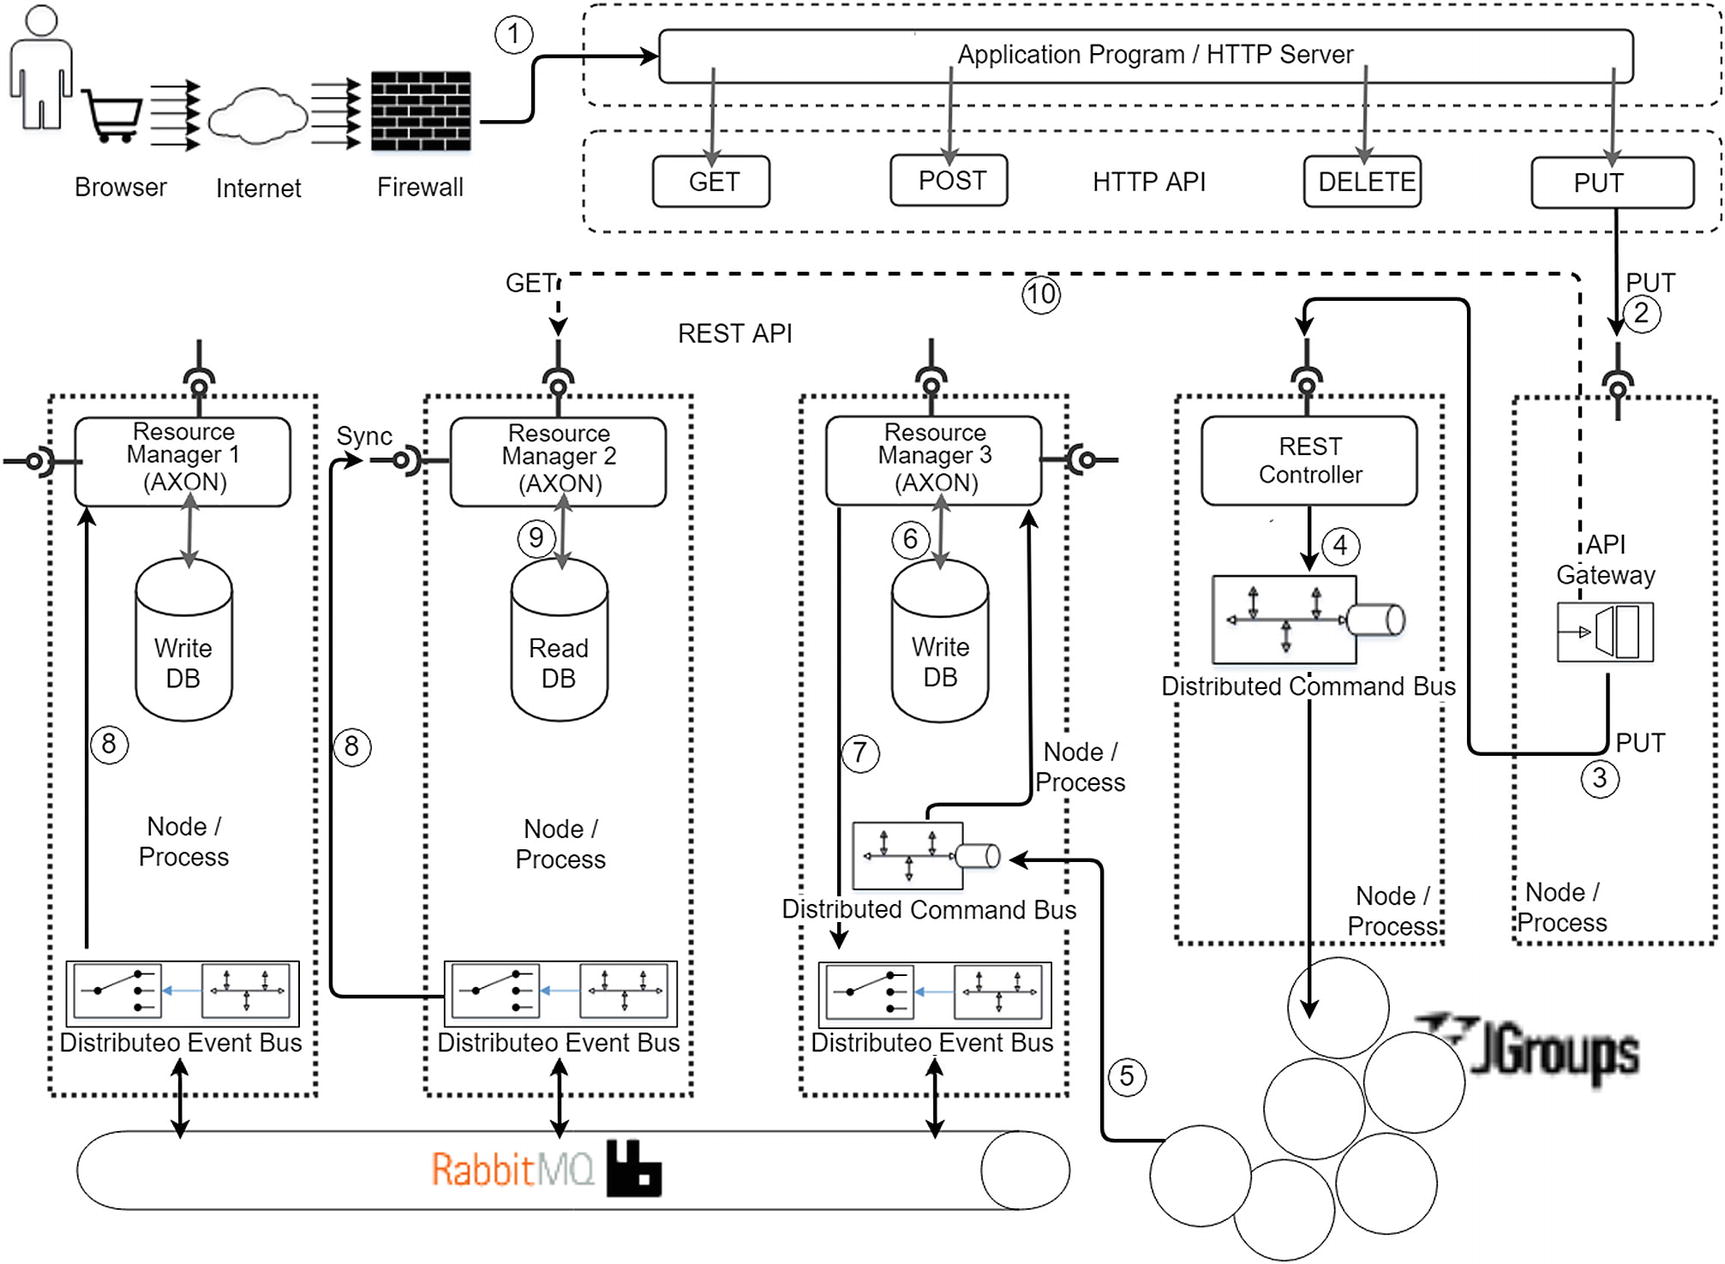 1
Application Program / HTTP Server
Browser
Internet
Firewall
GET
POST
HTTP API
DELETE
PUT
GET
10
PUT
2
REST API
Sync
Resource
Manager 1
(AXON)
Resource
Manager 2
(AXON)
Resource
Manager 3
(AXON)
REST
Controller
9
6
4
API
Gateway
Write
DB
Read
DB
Write
DB
Distributed Command Bus
8
8
7
Node /
Process
PUT
3
Node /
Process
Node /
Process
Distributed Command Bus
Node /
Process
Node /
Process
Distributeo Event Bus
Distributeo Event Bus
Distributeo Event Bus
JGroups
5
RabbitMQ